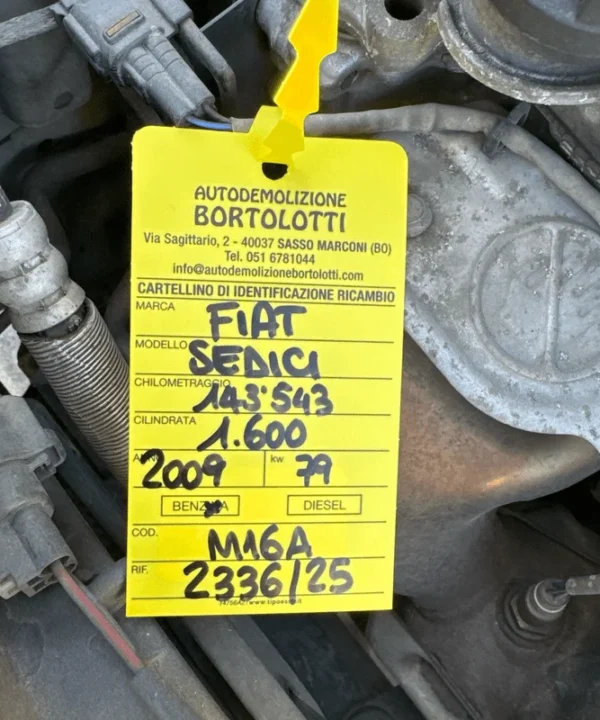 AUTODEMOLIZIONE
BORTOLOTTI
Via Sagittario, 2 - 40037 SASSO MARCONI (BO)
Tel. 051 6781044
info@autodemolizionebortolotti.com
CARTELLINO DI IDENTIFICAZIONE RICAMBIO
MARCA FIAT
MODELLO SEDICI
CHILOMETRAGGIO 143'543
CILINDRATA 1.600
2009 kw 79
BENZINA DIESEL
COD. M16A
RIF. 2336/25